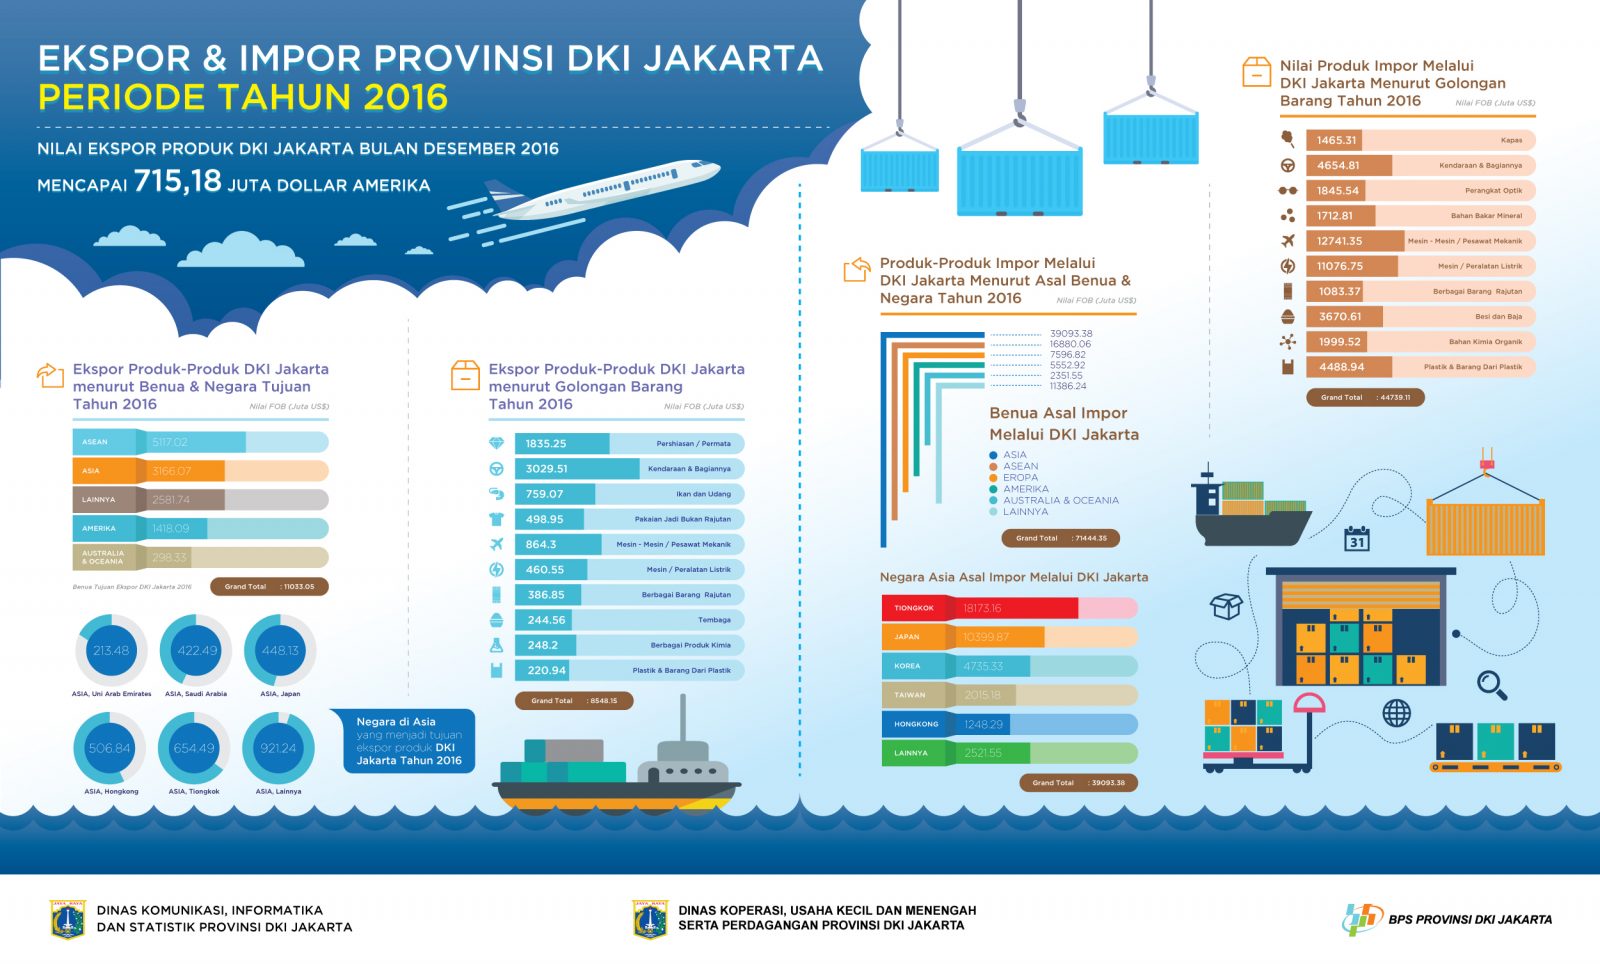 EKSPOR & IMPOR PROVINSI DKI JAKARTA
PERIODE TAHUN 2016
NILAI EKSPOR PRODUK DKI JAKARTA BULAN DESEMBER 2016
MENCAPAI 715,18 JUTA DOLLAR AMERIKA
Ekspor Produk-Produk DKI Jakarta
menurut Benua & Negara Tujuan
Tahun 2016
Nilai FOB (Juta US$)
ASEAN 5117.02
ASIA 3166.07
LAINNYA 2581.74
AMERIKA 1418.09
AUSTRALIA
& OCEANIA 298.33
Benua Tujuan Ekspor DKI Jakarta 2016
Grand Total : 11033.05
213.48
ASIA, Uni Arab Emirates
422.49
ASIA, Saudi Arabia
448.13
ASIA, Japan
506.84
ASIA, Hongkong
654.49
ASIA, Tiongkok
921.24
ASIA, Lainnya
Negara di Asia
yang menjadi tujuan
ekspor produk DKI
Jakarta Tahun 2016
Ekspor Produk-Produk DKI Jakarta
menurut Golongan Barang
Tahun 2016
Nilai FOB (Juta US$)
1835.25 Pershiasan / Permata
3029.51 Kendaraan & Bagiannya
759.07 Ikan dan Udang
498.95 Pakaian Jadi Bukan Rajutan
864.3 Mesin - Mesin / Pesawat Mekanik
460.55 Mesin / Peralatan Listrik
386.85 Berbagai Barang Rajutan
244.56 Tembaga
248.2 Berbagai Produk Kimia
220.94 Plastik & Barang Dari Plastik
Grand Total : 8548.15
Produk-Produk Impor Melalui
DKI Jakarta Menurut Asal Benua &
Negara Tahun 2016
Nilai FOB (Juta US$)
39093.38
16880.06
7596.82
5552.92
2351.55
11386.24
Benua Asal Impor
Melalui DKI Jakarta
ASIA
ASEAN
EROPA
AMERIKA
AUSTRALIA & OCEANIA
LAINNYA
Grand Total : 71444.35
Negara Asia Asal Impor Melalui DKI Jakarta
TIONGKOK 18173.16
JAPAN 10399.87
KOREA 4735.33
TAIWAN 2015.18
HONGKONG 1248.29
LAINNYA 2521.55
Grand Total : 39093.38
Nilai Produk Impor Melalui
DKI Jakarta Menurut Golongan
Barang Tahun 2016
Nilai FOB (Juta US$)
1465.31 Kapas
4654.81 Kendaraan & Bagiannya
1845.54 Perangkat Optik
1712.81 Bahan Bakar Mineral
12741.35 Mesin - Mesin / Pesawat Mekanik
11076.75 Mesin / Peralatan Listrik
1083.37 Berbagai Barang Rajutan
3670.61 Besi dan Baja
1999.52 Bahan Kimia Organik
4488.94 Plastik & Barang Dari Plastik
Grand Total : 44739.11
31
JAYA RAYA
DINAS KOMUNIKASI, INFORMATIKA
DAN STATISTIK PROVINSI DKI JAKARTA
JAYA RAYA
DINAS KOPERASI, USAHA KECIL DAN MENENGAH
SERTA PERDAGANGAN PROVINSI DKI JAKARTA
BPS PROVINSI DKI JAKARTA